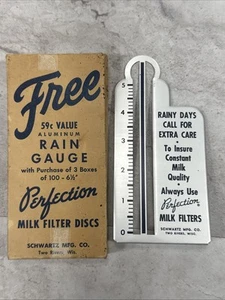 Free
59¢ VALUE
ALUMINUM
RAIN
GAUGE
with Purchase of 3 Boxes
of 100 - 6½"
Perfection
MILK FILTER DISCS
SCHWARTZ MFG. CO.
TWO RIVERS, WIS.
5
4
3
2
1
0
RAINY DAYS
CALL FOR
EXTRA CARE
•
To Insure
Constant
Milk
Quality
•
Always Use
Perfection
MILK FILTERS
SCHWARTZ MFG. CO.
TWO RIVERS, WISC.